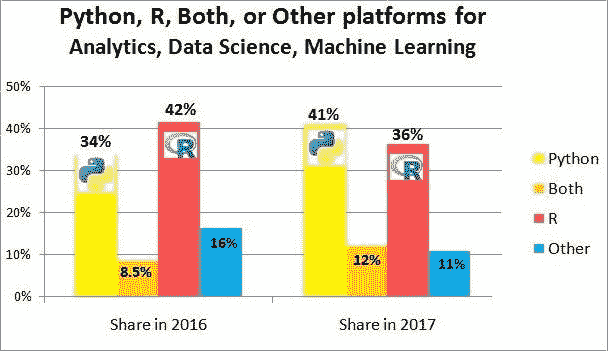 Python, R, Both, or Other platforms for
Analytics, Data Science, Machine Learning
50%
40%
30%
20%
10%
0%
34%
8.5%
42%
R
16%
41%
12%
36%
R
11%
Share in 2016
Share in 2017
Python
Both
R
Other